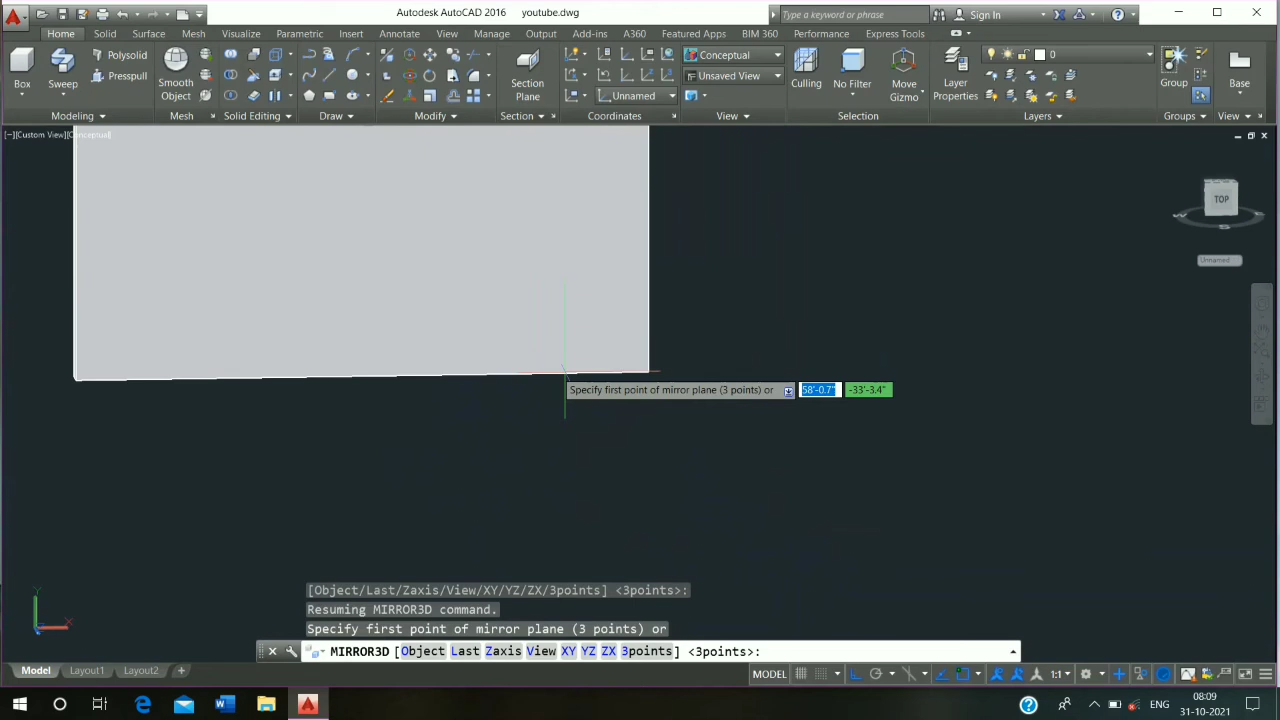 Autodesk AutoCAD 2016 youtube.dwg
Type a keyword or phrase
Sign In
Home Solid Surface Mesh Visualize Parametric Insert Annotate View Manage Output Add-ins A360 Featured Apps BIM 360 Performance Express Tools
Polysolid
Presspull
Box
Sweep
Smooth
Object
Section
Plane
Unnamed
Conceptual
Unsaved View
Culling
No Filter
Move
Gizmo
Layer
Properties
0
Group
Base
Modeling
Mesh
Solid Editing
Draw
Modify
Section
Coordinates
View
Selection
Layers
Groups
View
[−][Custom View][Conceptual]
TOP
W
S
E
Unnamed
Specify first point of mirror plane (3 points) or
58'-0.7"
-33'-3.4"
[Object/Last/Zaxis/View/XY/YZ/ZX/3points] <3points>:
Resuming MIRROR3D command.
Specify first point of mirror plane (3 points) or
MIRROR3D [Object Last Zaxis View XY YZ ZX 3points] <3points>:
Model Layout1 Layout2 +
MODEL
1:1
ENG
08:09
31-10-2021